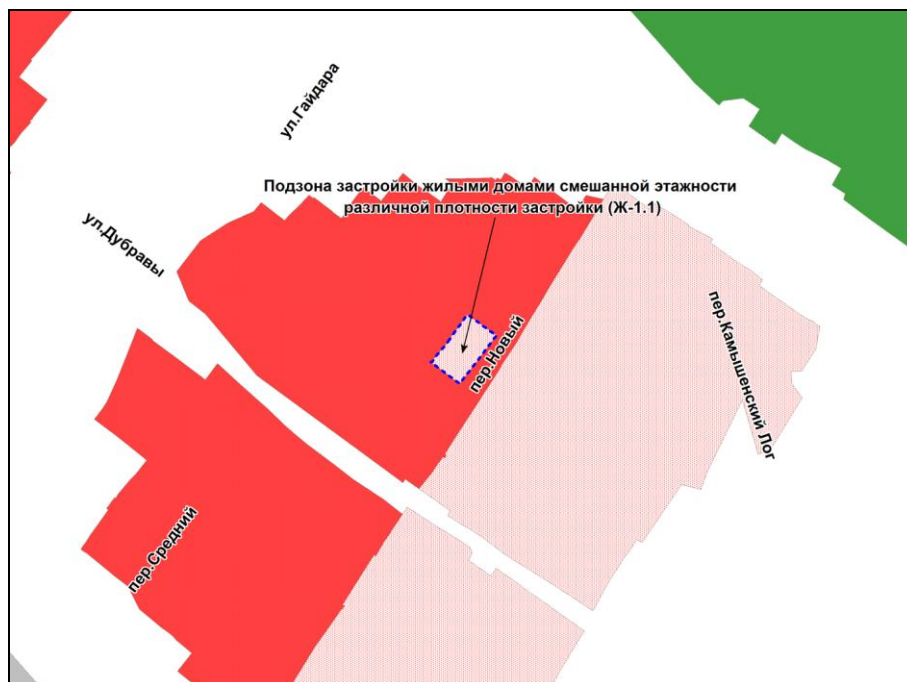 ул.Гайдара
Подзона застройки жилыми домами смешанной этажности
различной плотности застройки (Ж-1.1)
ул.Дубравы
пер.Новый
пер.Камышенский Лог
пер.Средний